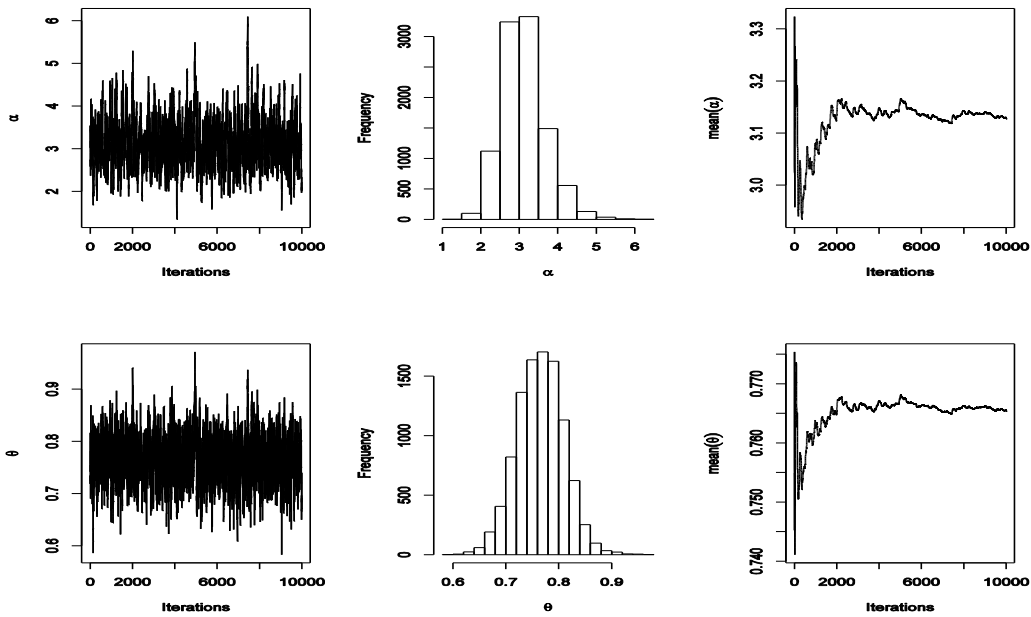 α
6
5
4
3
2
0 2000 6000 10000
Iterations
Frequency
3000
2000
1000
500
0
1 2 3 4 5 6
α
mean(α)
3.3
3.2
3.1
3.0
0 2000 6000 10000
Iterations
θ
0.9
0.8
0.7
0.6
0 2000 6000 10000
Iterations
Frequency
1500
1000
500
0
0.6 0.7 0.8 0.9
θ
mean(θ)
0.770
0.760
0.750
0.740
0 2000 6000 10000
Iterations